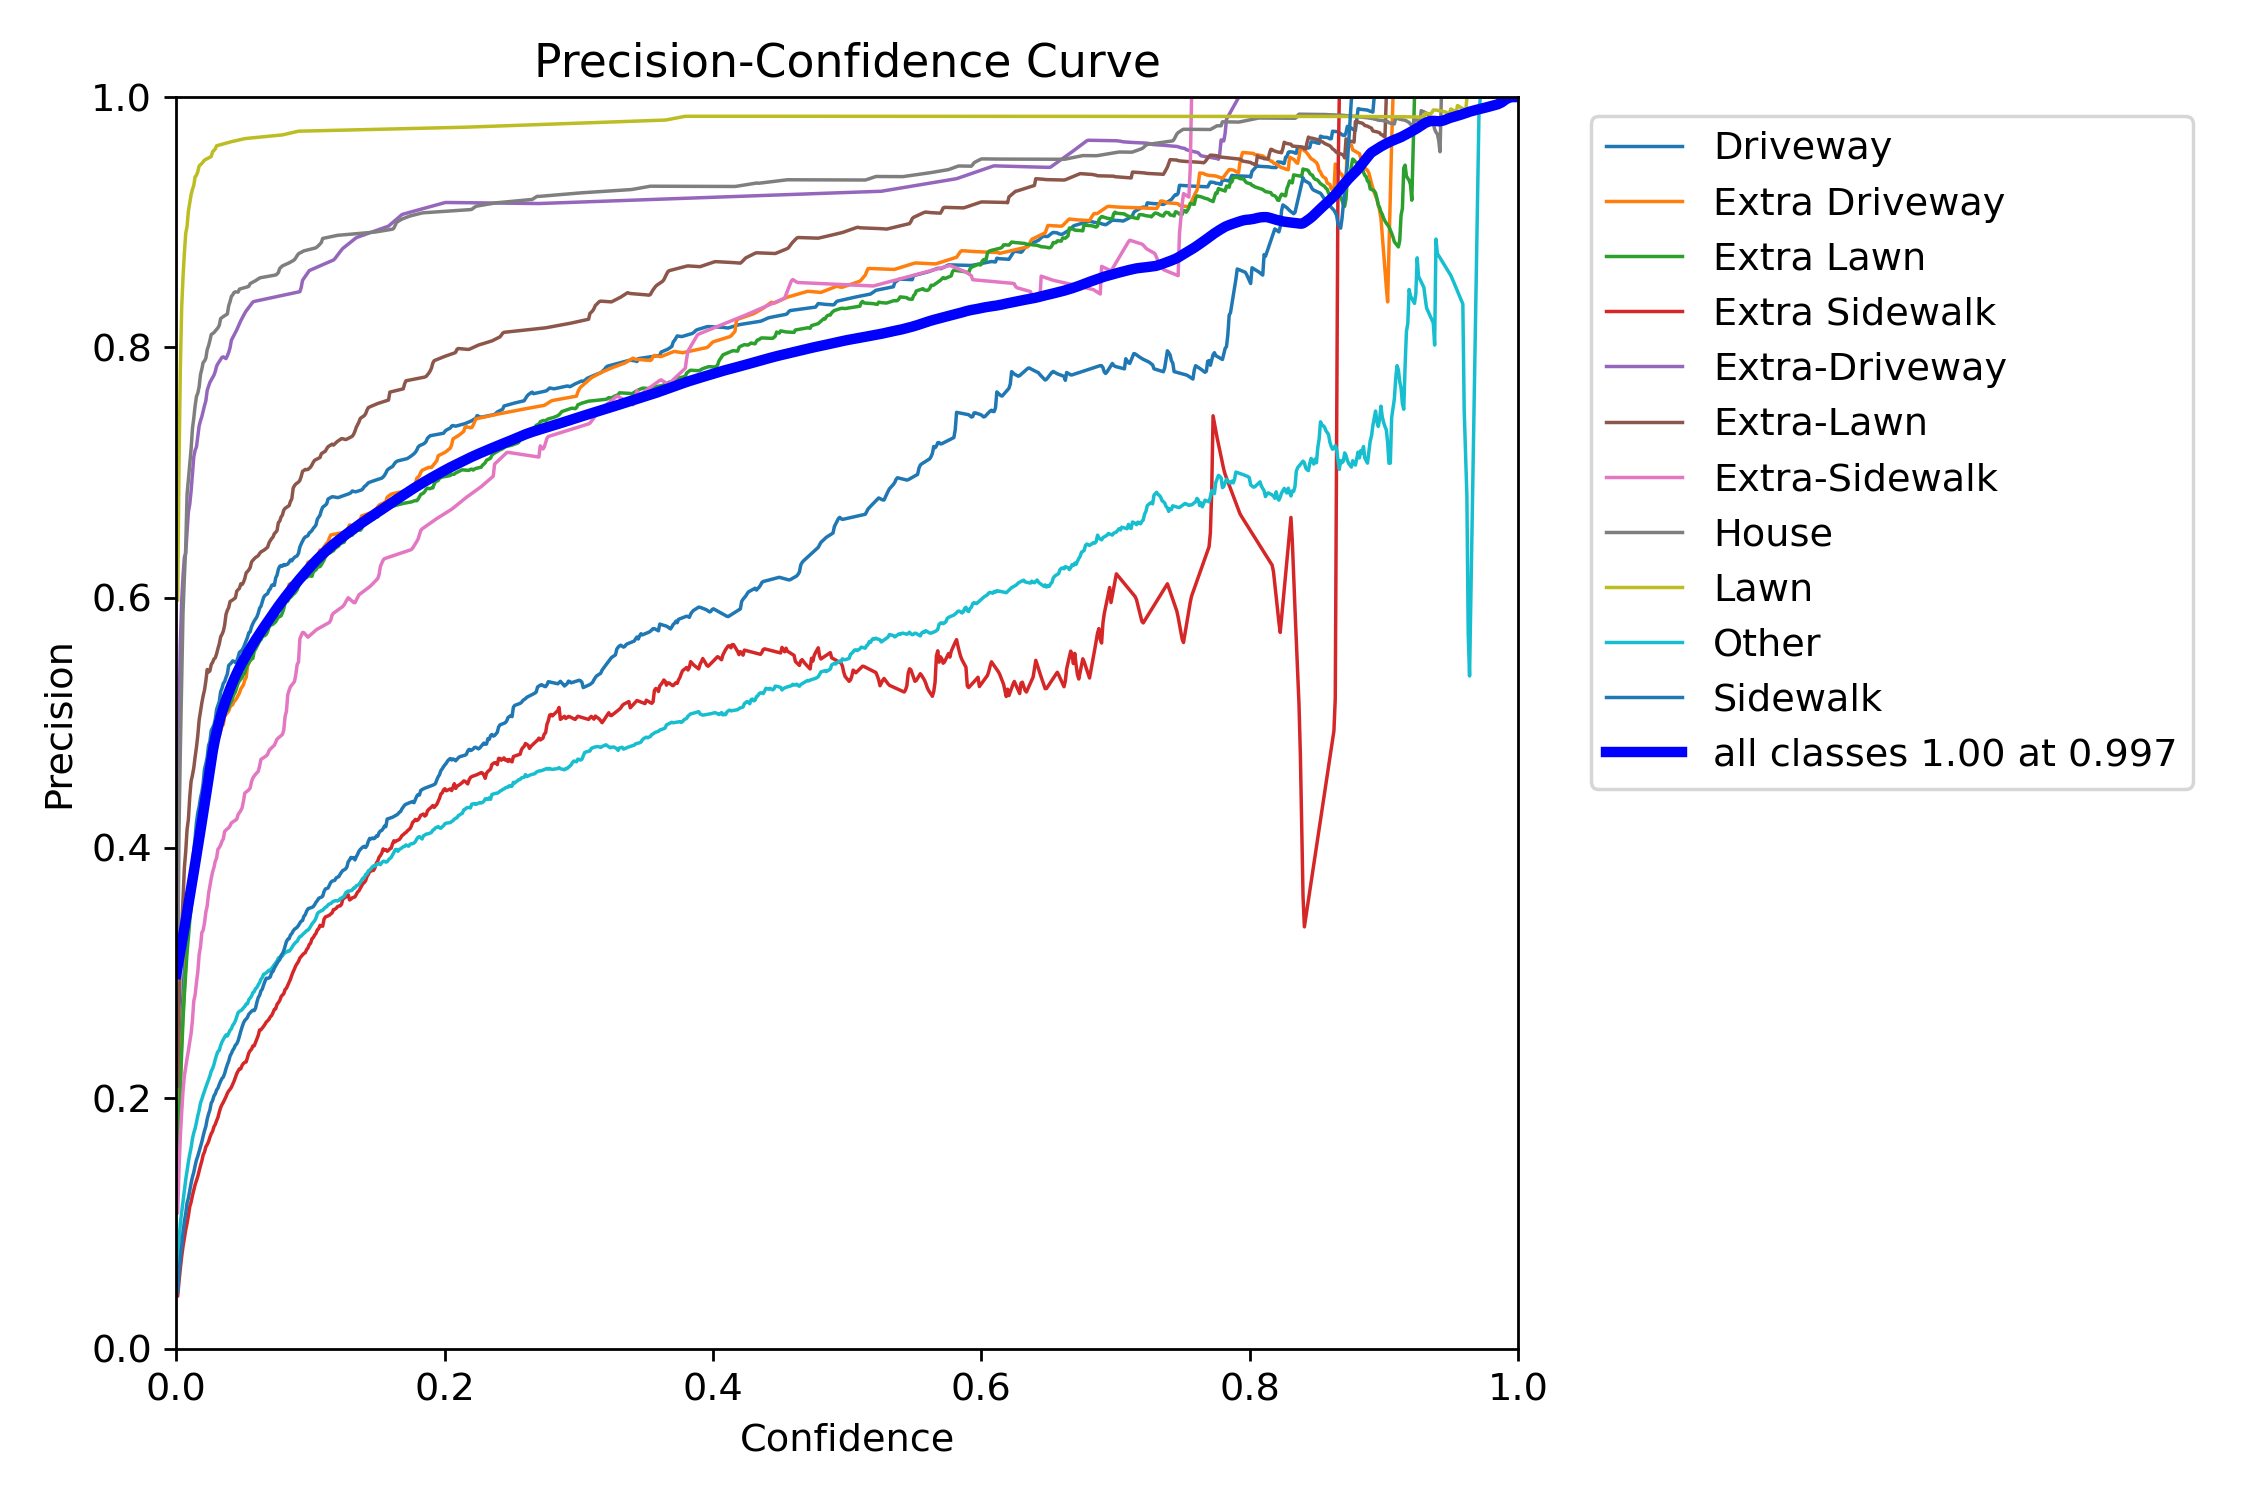 Precision-Confidence Curve
1.0
0.8
0.6
0.4
0.2
0.0
Precision
0.0 0.2 0.4 0.6 0.8 1.0
Confidence
Driveway
Extra Driveway
Extra Lawn
Extra Sidewalk
Extra-Driveway
Extra-Lawn
Extra-Sidewalk
House
Lawn
Other
Sidewalk
all classes 1.00 at 0.997